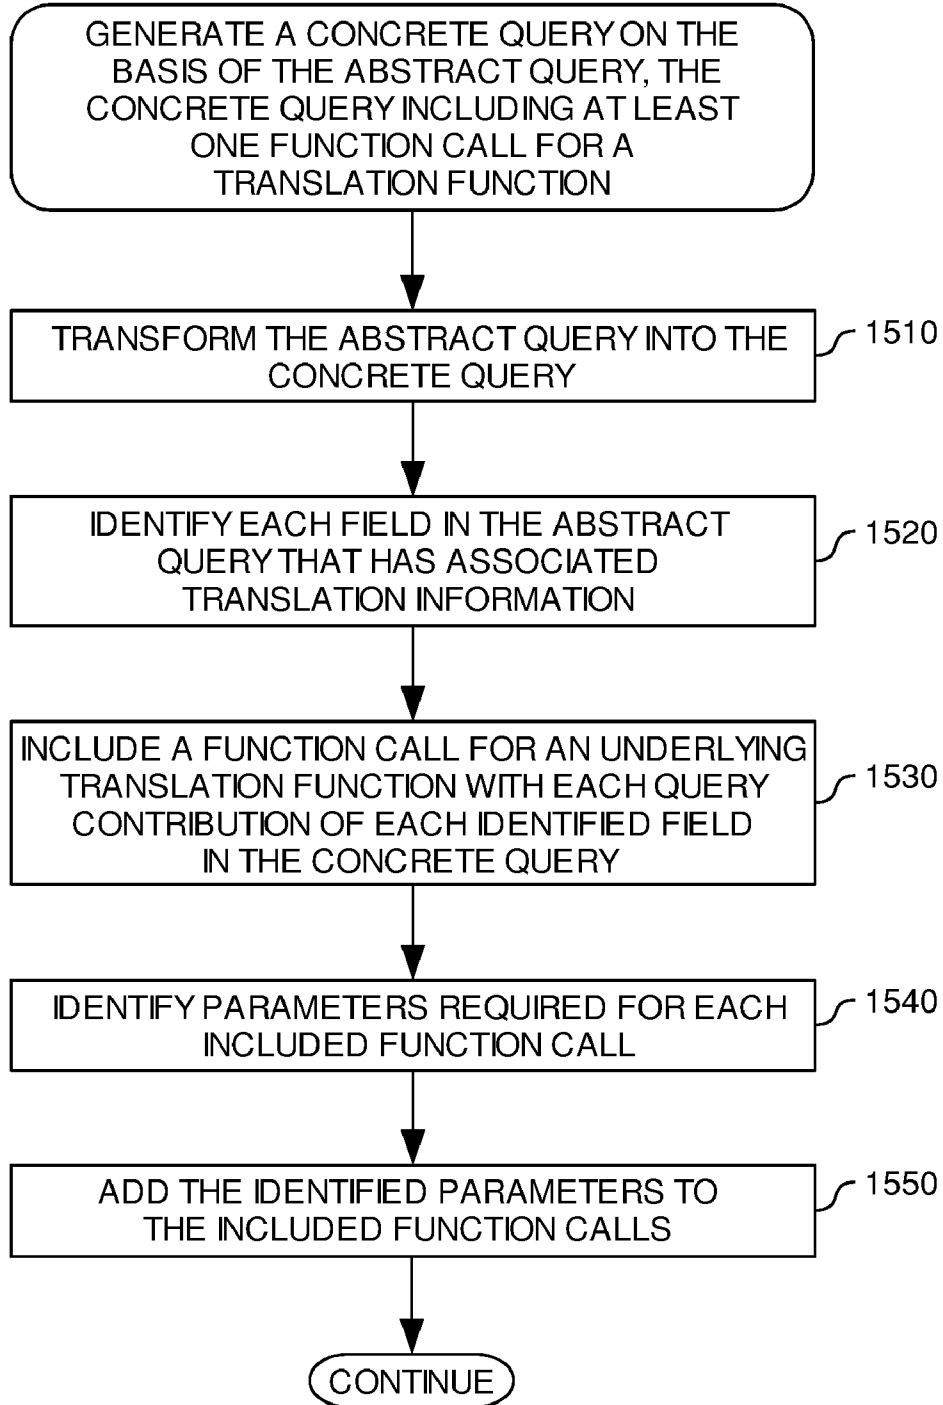 GENERATE A CONCRETE QUERY ON THE
BASIS OF THE ABSTRACT QUERY, THE
CONCRETE QUERY INCLUDING AT LEAST
ONE FUNCTION CALL FOR A
TRANSLATION FUNCTION
TRANSFORM THE ABSTRACT QUERY INTO THE
CONCRETE QUERY
1510
IDENTIFY EACH FIELD IN THE ABSTRACT
QUERY THAT HAS ASSOCIATED
TRANSLATION INFORMATION
1520
INCLUDE A FUNCTION CALL FOR AN UNDERLYING
TRANSLATION FUNCTION WITH EACH QUERY
CONTRIBUTION OF EACH IDENTIFIED FIELD
IN THE CONCRETE QUERY
1530
IDENTIFY PARAMETERS REQUIRED FOR EACH
INCLUDED FUNCTION CALL
1540
ADD THE IDENTIFIED PARAMETERS TO
THE INCLUDED FUNCTION CALLS
1550
CONTINUE